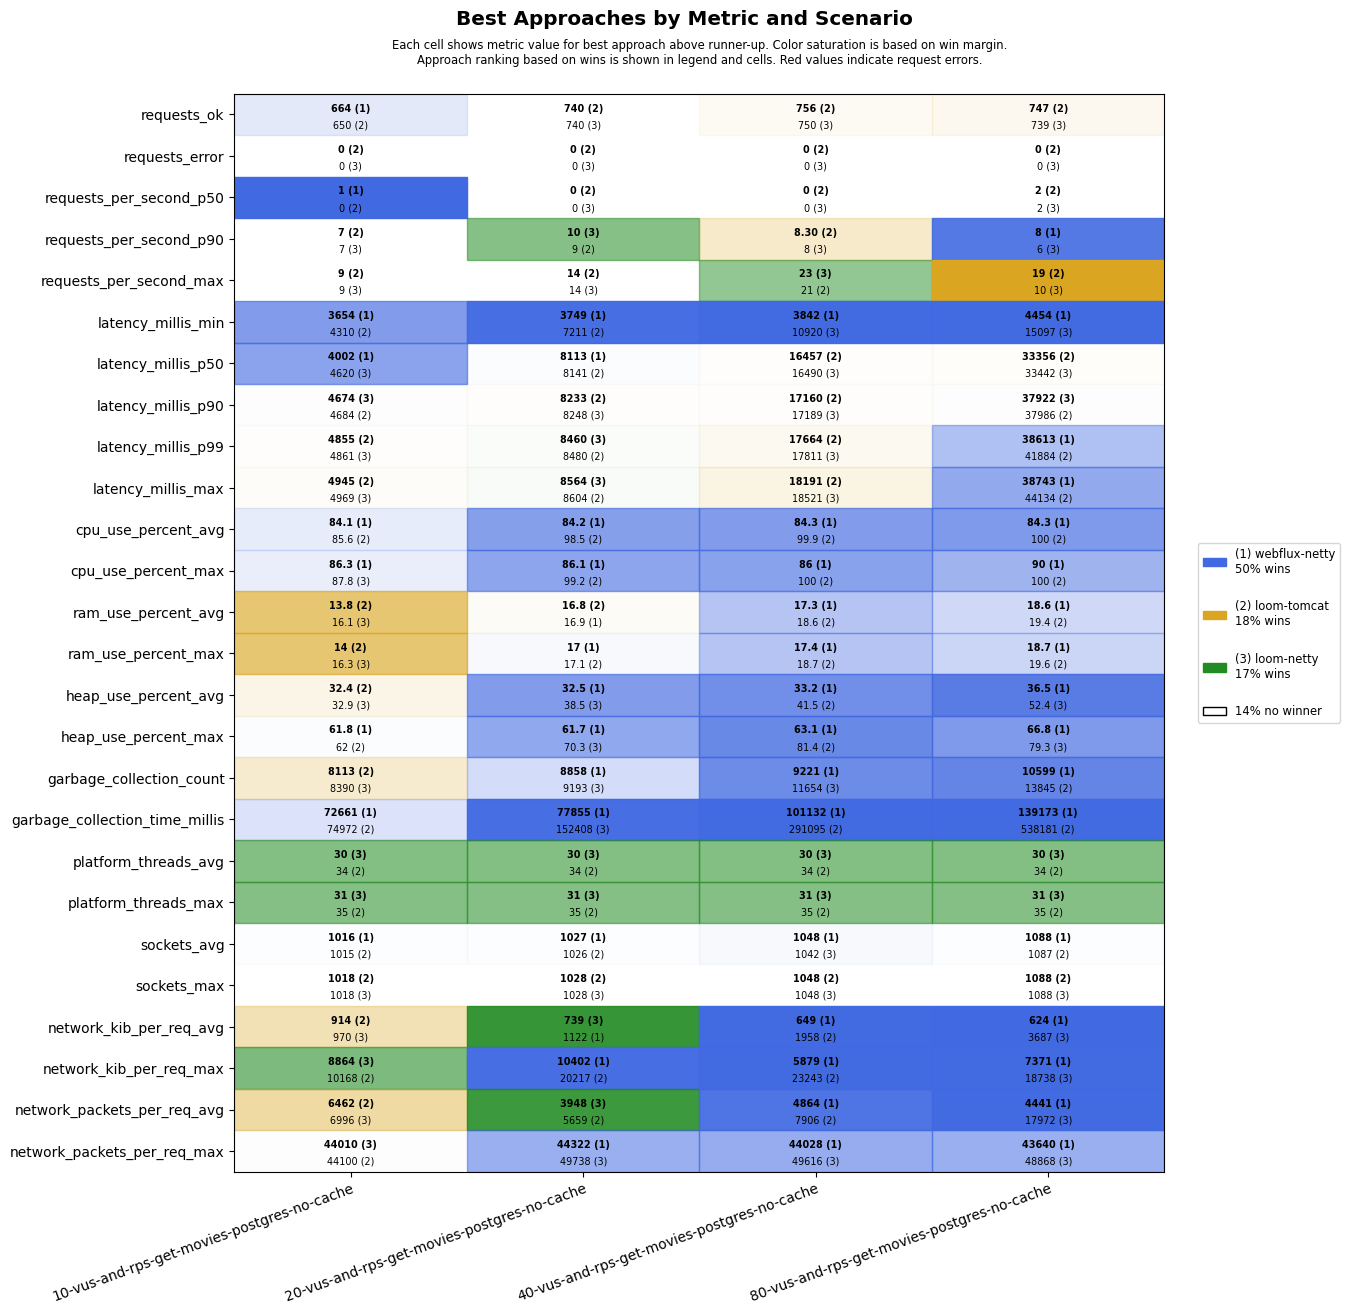 Best Approaches by Metric and Scenario
Each cell shows metric value for best approach above runner-up. Color saturation is based on win margin.
Approach ranking based on wins is shown in legend and cells. Red values indicate request errors.
requests_ok
664 (1) 740 (2) 756 (2) 747 (2)
650 (2) 740 (3) 750 (3) 739 (3)
requests_error
0 (2) 0 (2) 0 (2) 0 (2)
0 (3) 0 (3) 0 (3) 0 (3)
requests_per_second_p50
1 (1) 0 (2) 0 (2) 2 (2)
0 (2) 0 (3) 0 (3) 2 (3)
requests_per_second_p90
7 (2) 10 (3) 8.30 (2) 8 (1)
7 (3) 9 (2) 8 (3) 6 (3)
requests_per_second_max
9 (2) 14 (2) 23 (3) 19 (2)
9 (3) 14 (3) 21 (2) 10 (3)
latency_millis_min
3654 (1) 3749 (1) 3842 (1) 4454 (1)
4310 (2) 7211 (2) 10920 (3) 15097 (3)
latency_millis_p50
4002 (1) 8113 (1) 16457 (2) 33356 (2)
4620 (3) 8141 (2) 16490 (3) 33442 (3)
latency_millis_p90
4674 (3) 8233 (2) 17160 (2) 37922 (3)
4684 (2) 8248 (3) 17189 (3) 37986 (2)
latency_millis_p99
4855 (2) 8460 (3) 17664 (2) 38613 (1)
4861 (3) 8480 (2) 17811 (3) 41884 (2)
latency_millis_max
4945 (2) 8564 (3) 18191 (2) 38743 (1)
4969 (3) 8604 (2) 18521 (3) 44134 (2)
cpu_use_percent_avg
84.1 (1) 84.2 (1) 84.3 (1) 84.3 (1)
85.6 (2) 98.5 (2) 99.9 (2) 100 (2)
cpu_use_percent_max
86.3 (1) 86.1 (1) 86 (1) 90 (1)
87.8 (3) 99.2 (2) 100 (2) 100 (2)
ram_use_percent_avg
13.8 (2) 16.8 (2) 17.3 (1) 18.6 (1)
16.1 (3) 16.9 (1) 18.6 (2) 19.4 (2)
ram_use_percent_max
14 (2) 17 (1) 17.4 (1) 18.7 (1)
16.3 (3) 17.1 (2) 18.7 (2) 19.6 (2)
heap_use_percent_avg
32.4 (2) 32.5 (1) 33.2 (1) 36.5 (1)
32.9 (3) 38.5 (3) 41.5 (2) 52.4 (3)
heap_use_percent_max
61.8 (1) 61.7 (1) 63.1 (1) 66.8 (1)
62 (2) 70.3 (3) 81.4 (2) 79.3 (3)
garbage_collection_count
8113 (2) 8858 (1) 9221 (1) 10599 (1)
8390 (3) 9193 (3) 11654 (3) 13845 (2)
garbage_collection_time_millis
72661 (1) 77855 (1) 101132 (1) 139173 (1)
74972 (2) 152408 (3) 291095 (2) 538181 (2)
platform_threads_avg
30 (3) 30 (3) 30 (3) 30 (3)
34 (2) 34 (2) 34 (2) 34 (2)
platform_threads_max
31 (3) 31 (3) 31 (3) 31 (3)
35 (2) 35 (2) 35 (2) 35 (2)
sockets_avg
1016 (1) 1027 (1) 1048 (1) 1088 (1)
1015 (2) 1026 (2) 1042 (3) 1087 (2)
sockets_max
1018 (2) 1028 (2) 1048 (2) 1088 (2)
1018 (3) 1028 (3) 1048 (3) 1088 (3)
network_kib_per_req_avg
914 (2) 739 (3) 649 (1) 624 (1)
970 (3) 1122 (1) 1958 (2) 3687 (3)
network_kib_per_req_max
8864 (3) 10402 (1) 5879 (1) 7371 (1)
10168 (2) 20217 (2) 23243 (2) 18738 (3)
network_packets_per_req_avg
6462 (2) 3948 (3) 4864 (1) 4441 (1)
6996 (3) 5659 (2) 7906 (2) 17972 (3)
network_packets_per_req_max
44010 (3) 44322 (1) 44028 (1) 43640 (1)
44100 (2) 49738 (3) 49616 (3) 48868 (3)
10-vus-and-rps-get-movies-postgres-no-cache
20-vus-and-rps-get-movies-postgres-no-cache
40-vus-and-rps-get-movies-postgres-no-cache
80-vus-and-rps-get-movies-postgres-no-cache
(1) webflux-netty
50% wins
(2) loom-tomcat
18% wins
(3) loom-netty
17% wins
14% no winner